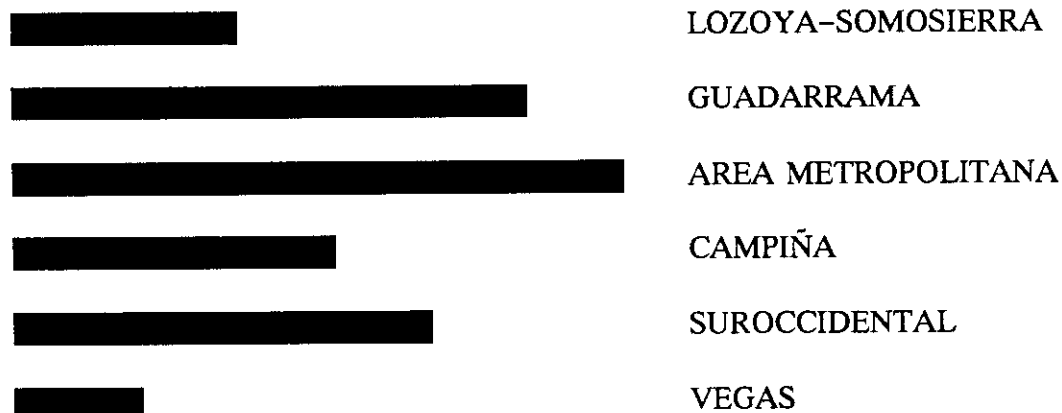 LOZOYA-SOMOSIERRA
GUADARRAMA
AREA METROPOLITANA
CAMPIÑA
SUROCCIDENTAL
VEGAS